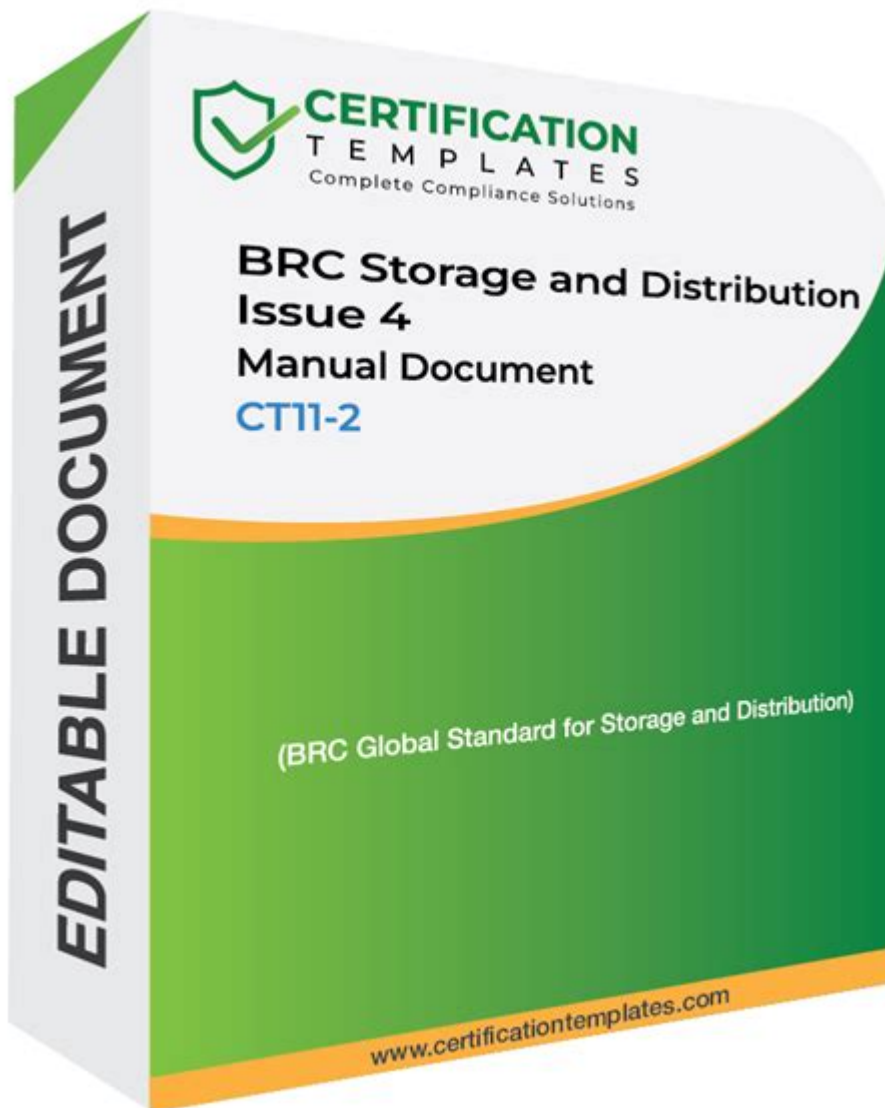 EDITABLE DOCUMENT
CERTIFICATION
TEMPLATES
Complete Compliance Solutions
BRC Storage and Distribution
Issue 4
Manual Document
CT11-2
(BRC Global Standard for Storage and Distribution)
www.certificationtemplates.com